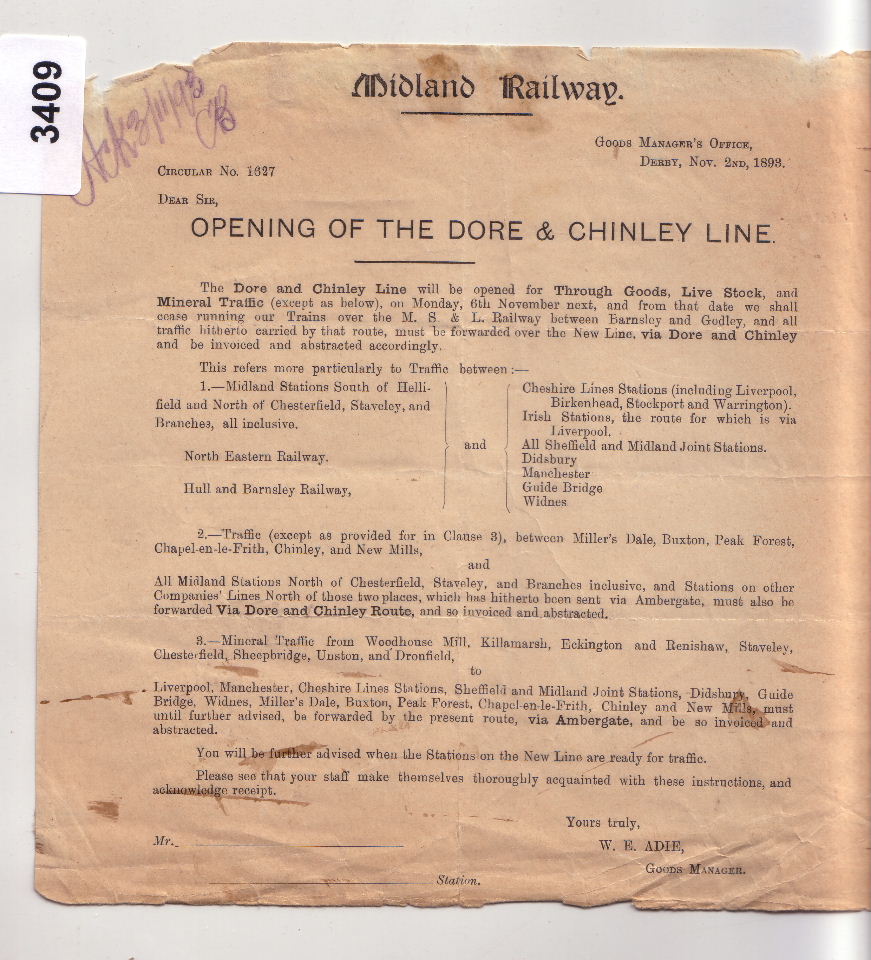 3409
Ack 3/11/93
Midland Railway.
Goods Manager's Office,
Derby, Nov. 2nd, 1893.
Circular No. 1627
Dear Sir,
OPENING OF THE DORE & CHINLEY LINE.
The Dore and Chinley Line will be opened for Through Goods, Live Stock, and
Mineral Traffic (except as below), on Monday, 6th November next, and from that date we shall
cease running our Trains over the M. S. & L. Railway between Barnsley and Godley, and all
traffic hitherto carried by that route, must be forwarded over the New Line, via Dore and Chinley
and be invoiced and abstracted accordingly.
This refers more particularly to Traffic between :—
1.—Midland Stations South of Helli-
field and North of Chesterfield, Staveley, and
Branches, all inclusive.
North Eastern Railway.
Hull and Barnsley Railway,
and
Cheshire Lines Stations (including Liverpool,
Birkenhead, Stockport and Warrington).
Irish Stations, the route for which is via
Liverpool.
All Sheffield and Midland Joint Stations.
Didsbury
Manchester
Guide Bridge
Widnes
2.—Traffic (except as provided for in Clause 3), between Miller's Dale, Buxton, Peak Forest,
Chapel-en-le-Frith, Chinley, and New Mills,
and
All Midland Stations North of Chesterfield, Staveley, and Branches inclusive, and Stations on other
Companies' Lines North of those two places, which has hitherto been sent via Ambergate, must also be
forwarded Via Dore and Chinley Route, and so invoiced and abstracted.
3.—Mineral Traffic from Woodhouse Mill, Killamarsh, Eckington and Renishaw, Staveley,
Chesterfield, Sheepbridge, Unston, and Dronfield,
to
Liverpool, Manchester, Cheshire Lines Stations, Sheffield and Midland Joint Stations, Didsbury, Guide
Bridge, Widnes, Miller's Dale, Buxton, Peak Forest, Chapel-en-le-Frith, Chinley and New Mills, must
until further advised, be forwarded by the present route, via Ambergate, and be so invoiced and
abstracted.
You will be further advised when the Stations on the New Line are ready for traffic.
Please see that your staff make themselves thoroughly acquainted with these instructions, and
acknowledge receipt.
Yours truly,
W. E. ADIE,
Goods Manager.
Mr.
Station.